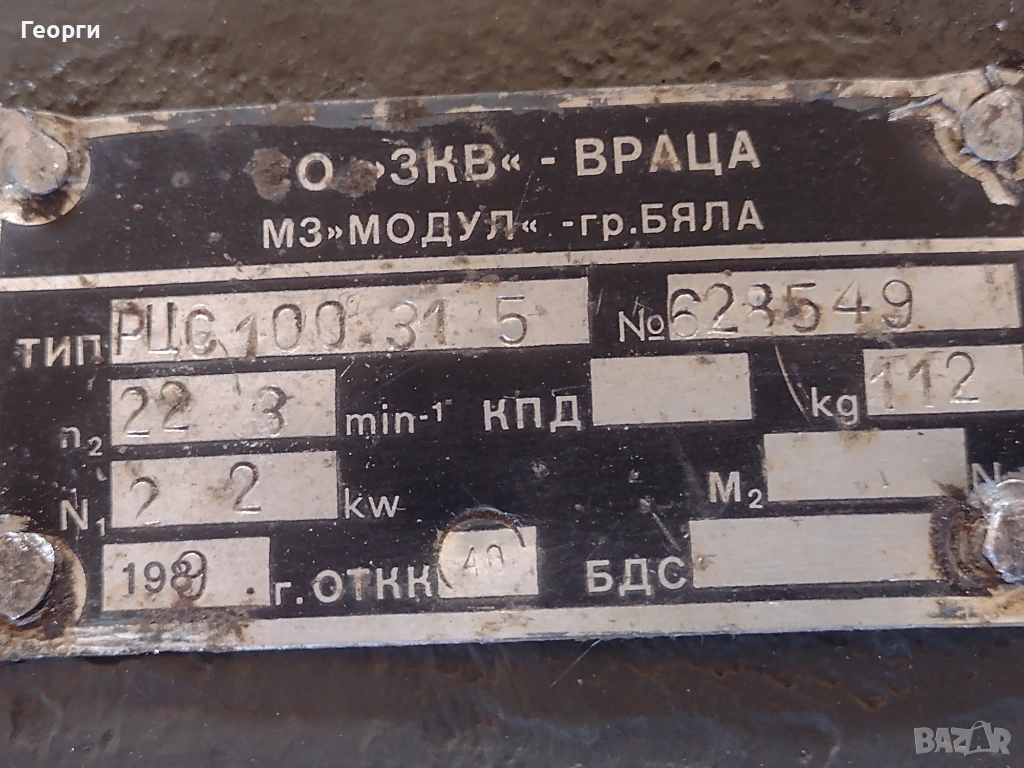 Георги
О »ЗКВ« - ВРАЦА
МЗ»МОДУЛ« -гр.БЯЛА
ТИП РЦС 100 31 5 № 628549
n₂ 22 3 min⁻¹ КПД kg 112
N₁ 2 2 kw M₂ N
1989 г. ОТКК 40 БДС
BAZAR